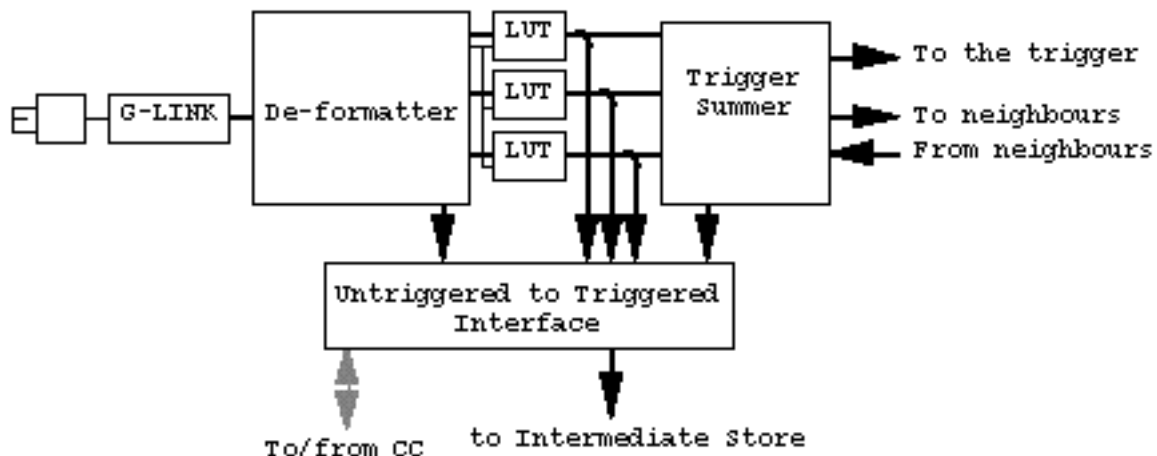 LUT
To the trigger
Trigger
Summer
LUT
G-LINK
De-formatter
To neighbours
LUT
From neighbours
Untriggered to Triggered
Interface
To/from CC
to Intermediate Store